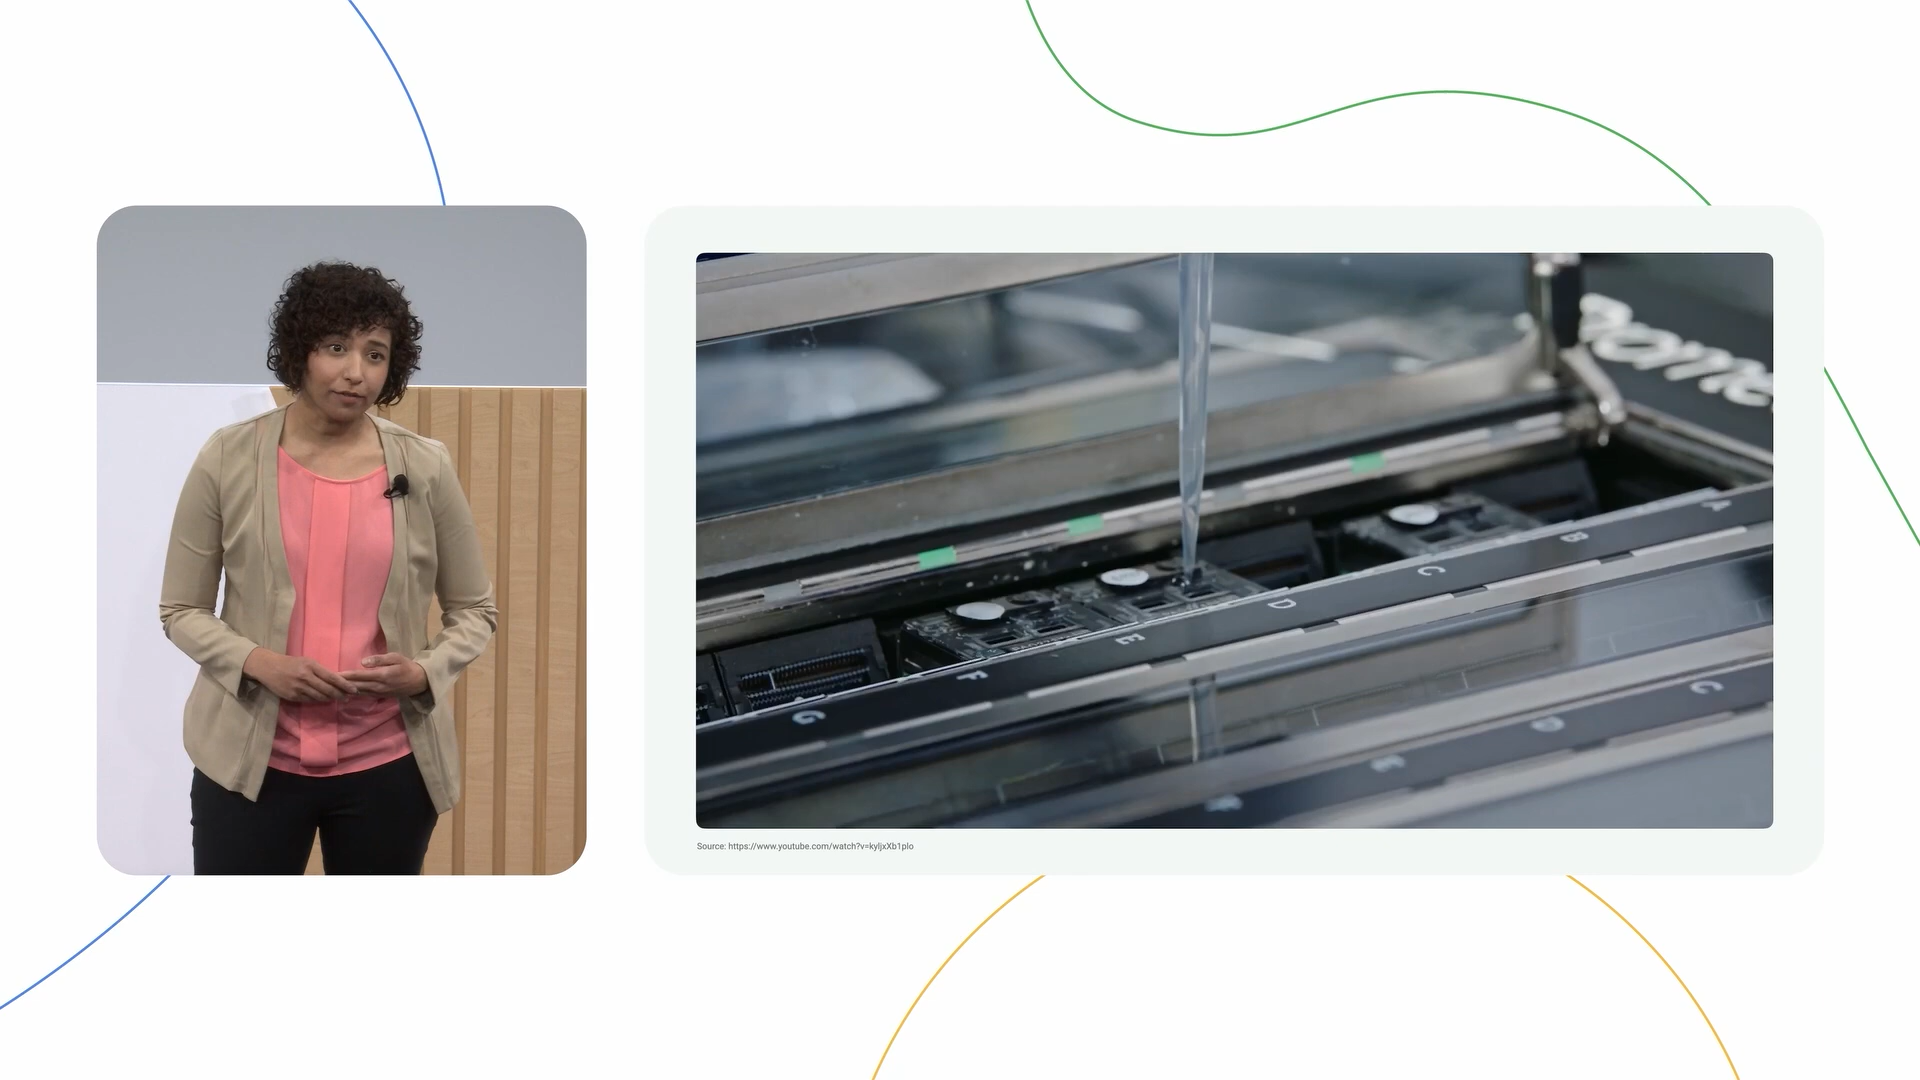 Source: https://www.youtube.com/watch?v=kyljxXb1plo
A
B
C
D
E
F
G
C
D
E
F